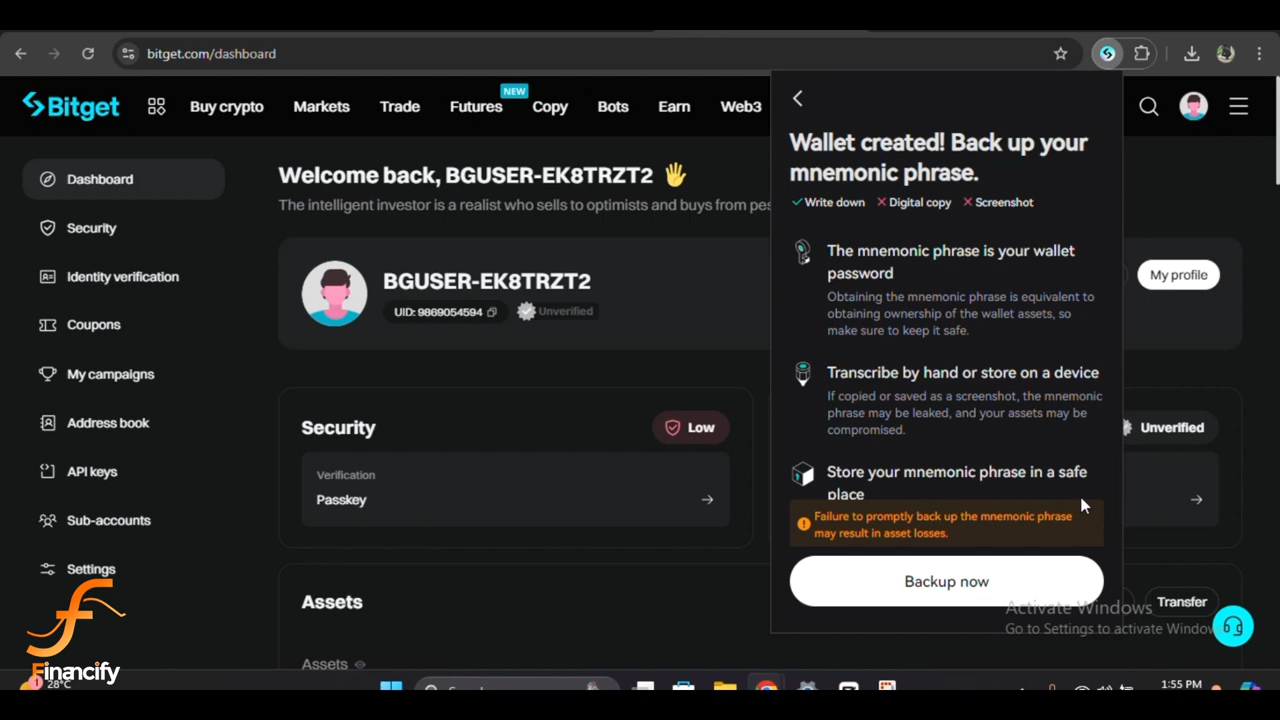 bitget.com/dashboard
Bitget
Buy crypto
Markets
Trade
Futures
NEW
Copy
Bots
Earn
Web3
Dashboard
Security
Identity verification
Coupons
My campaigns
Address book
API keys
Sub-accounts
Settings
Welcome back, BGUSER-EK8TRZT2 🖐
The intelligent investor is a realist who sells to optimists and buys from
BGUSER-EK8TRZT2
UID: 9869054594
Unverified
My profile
Security
Low
Verification
Passkey
Unverified
Assets
Transfer
Assets
Wallet created! Back up your
mnemonic phrase.
Write down
Digital copy
Screenshot
The mnemonic phrase is your wallet
password
Obtaining the mnemonic phrase is equivalent to
obtaining ownership of the wallet assets, so
make sure to keep it safe.
Transcribe by hand or store on a device
If copied or saved as a screenshot, the mnemonic
phrase may be leaked, and your assets may be
compromised.
Store your mnemonic phrase in a safe
place
Failure to promptly back up the mnemonic phrase
may result in asset losses.
Backup now
Activate Windows
Go to Settings to activate Window
Financify
1
28°C
1:55 PM